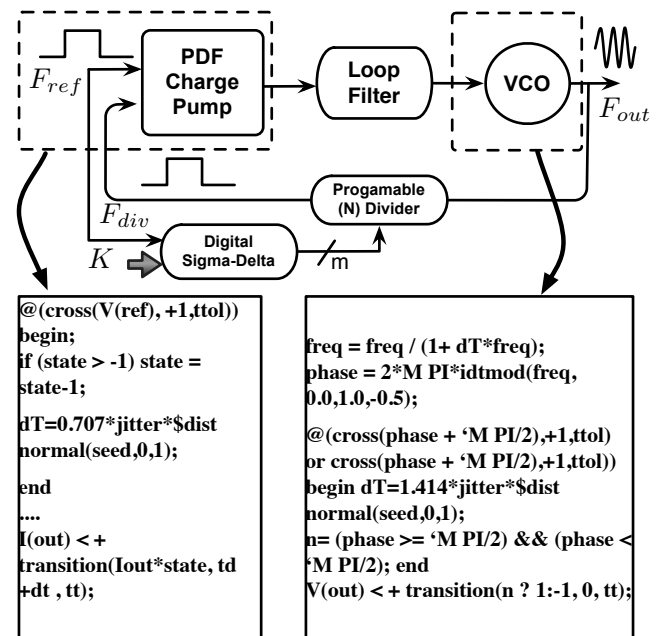 PDF
Charge
Pump
Loop
Filter
VCO
F_ref
F_out
Progamable
(N) Divider
F_div
Digital
Sigma-Delta
K
m
@(cross(V(ref), +1,ttol))
begin;
if (state > -1) state =
state-1;
dT=0.707*jitter*$dist
normal(seed,0,1);
end
....
I(out) < +
transition(Iout*state, td
+dt , tt);
freq = freq / (1+ dT*freq);
phase = 2*M PI*idtmod(freq,
0.0,1.0,-0.5);
@(cross(phase + ‘M PI/2),+1,ttol)
or cross(phase + ‘M PI/2),+1,ttol))
begin dT=1.414*jitter*$dist
normal(seed,0,1);
n= (phase >= ‘M PI/2) && (phase <
‘M PI/2); end
V(out) < + transition(n ? 1:-1, 0, tt);